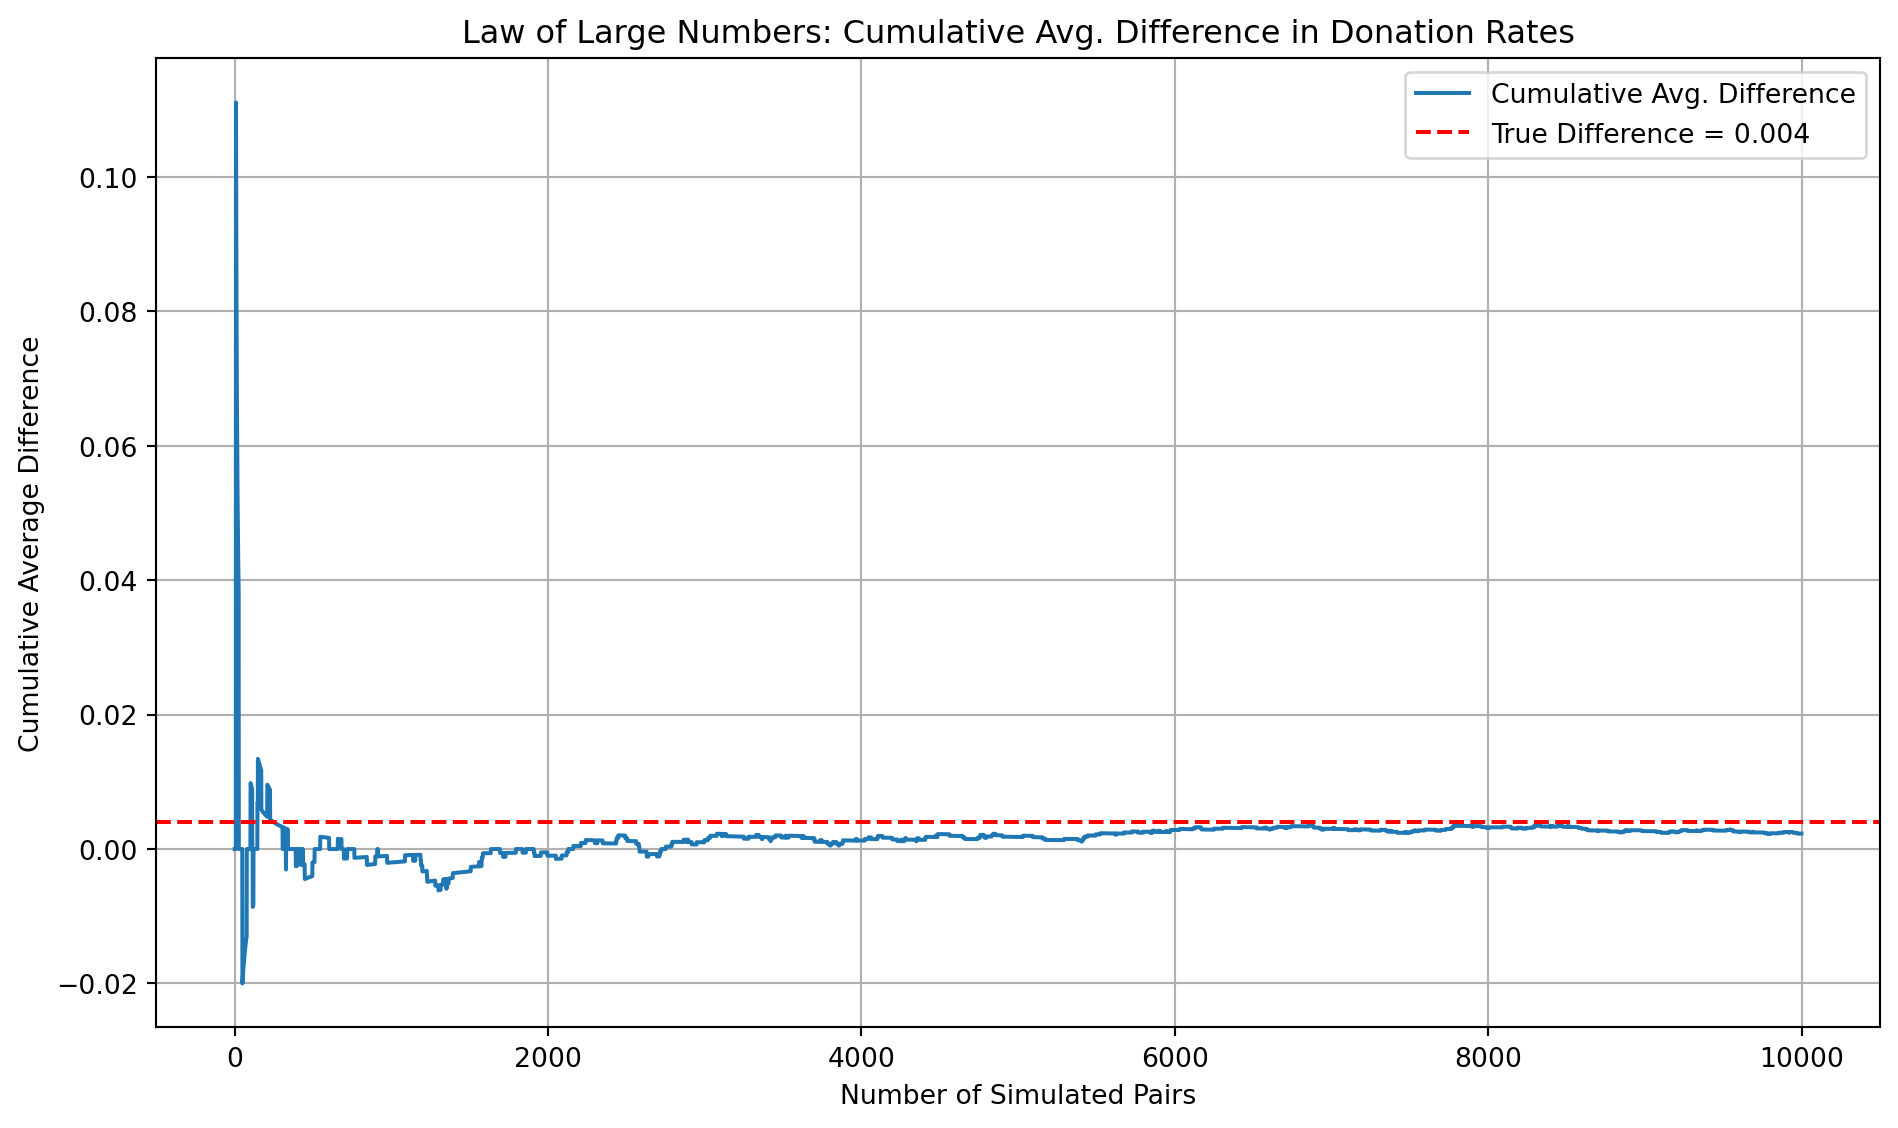 Law of Large Numbers: Cumulative Avg. Difference in Donation Rates
Cumulative Avg. Difference
True Difference = 0.004
Cumulative Average Difference
0.10
0.08
0.06
0.04
0.02
0.00
−0.02
0
2000
4000
6000
8000
10000
Number of Simulated Pairs